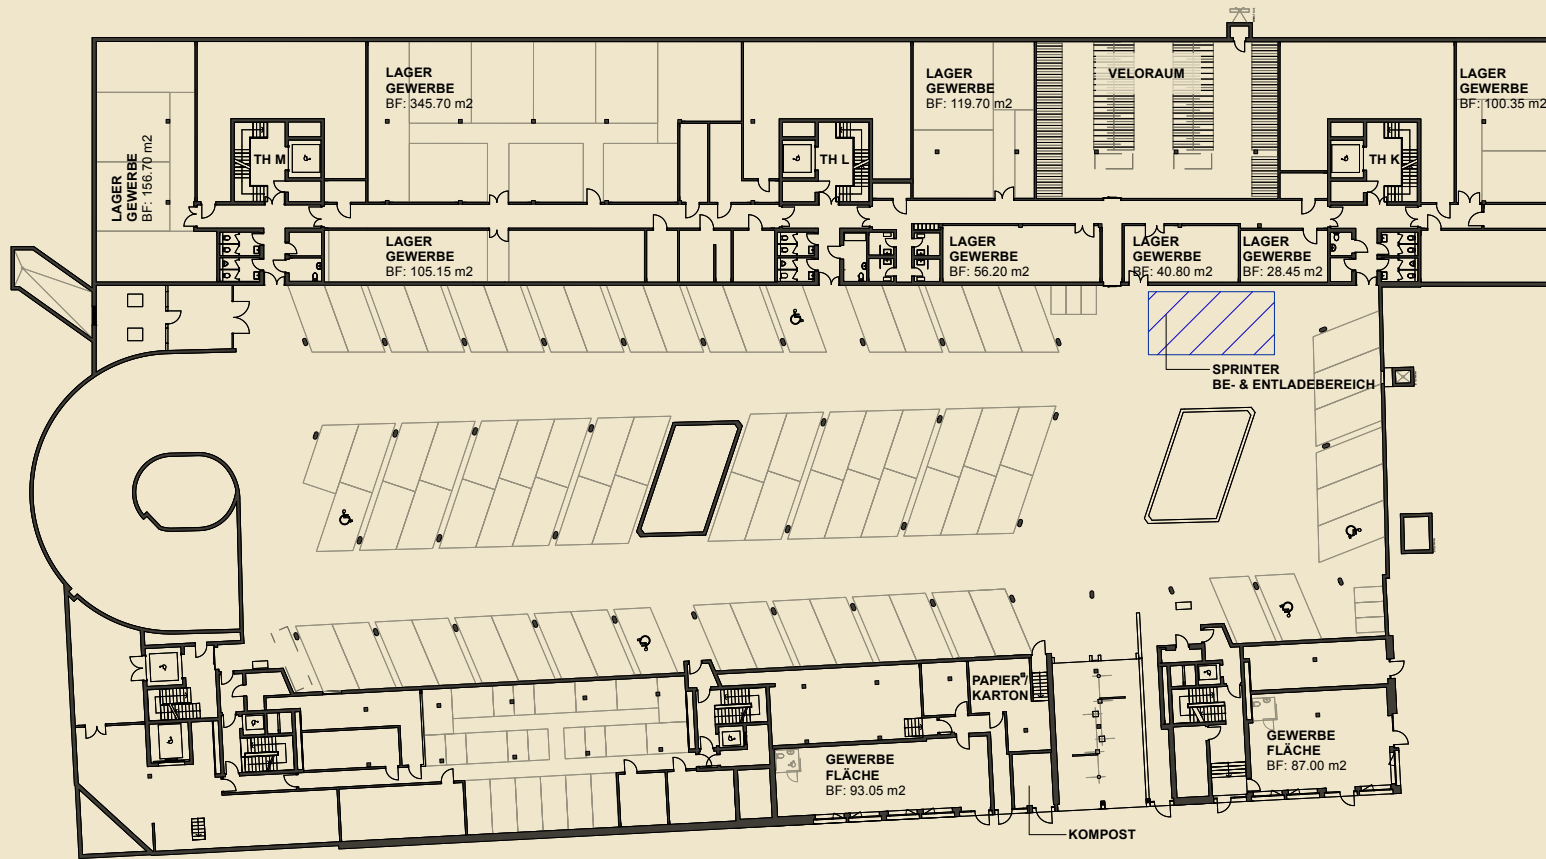 LAGER
GEWERBE
BF: 345.70 m2
LAGER
GEWERBE
BF: 119.70 m2
VELORAUM
LAGER
GEWERBE
BF: 100.35 m2
LAGER
GEWERBE
BF: 156.70 m2
TH M
TH L
TH K
LAGER
GEWERBE
BF: 105.15 m2
LAGER
GEWERBE
BF: 56.20 m2
LAGER
GEWERBE
BF: 40.80 m2
LAGER
GEWERBE
BF: 28.45 m2
SPRINTER
BE- & ENTLADEBEREICH
PAPIER/
KARTON
GEWERBE
FLÄCHE
BF: 93.05 m2
GEWERBE
FLÄCHE
BF: 87.00 m2
KOMPOST